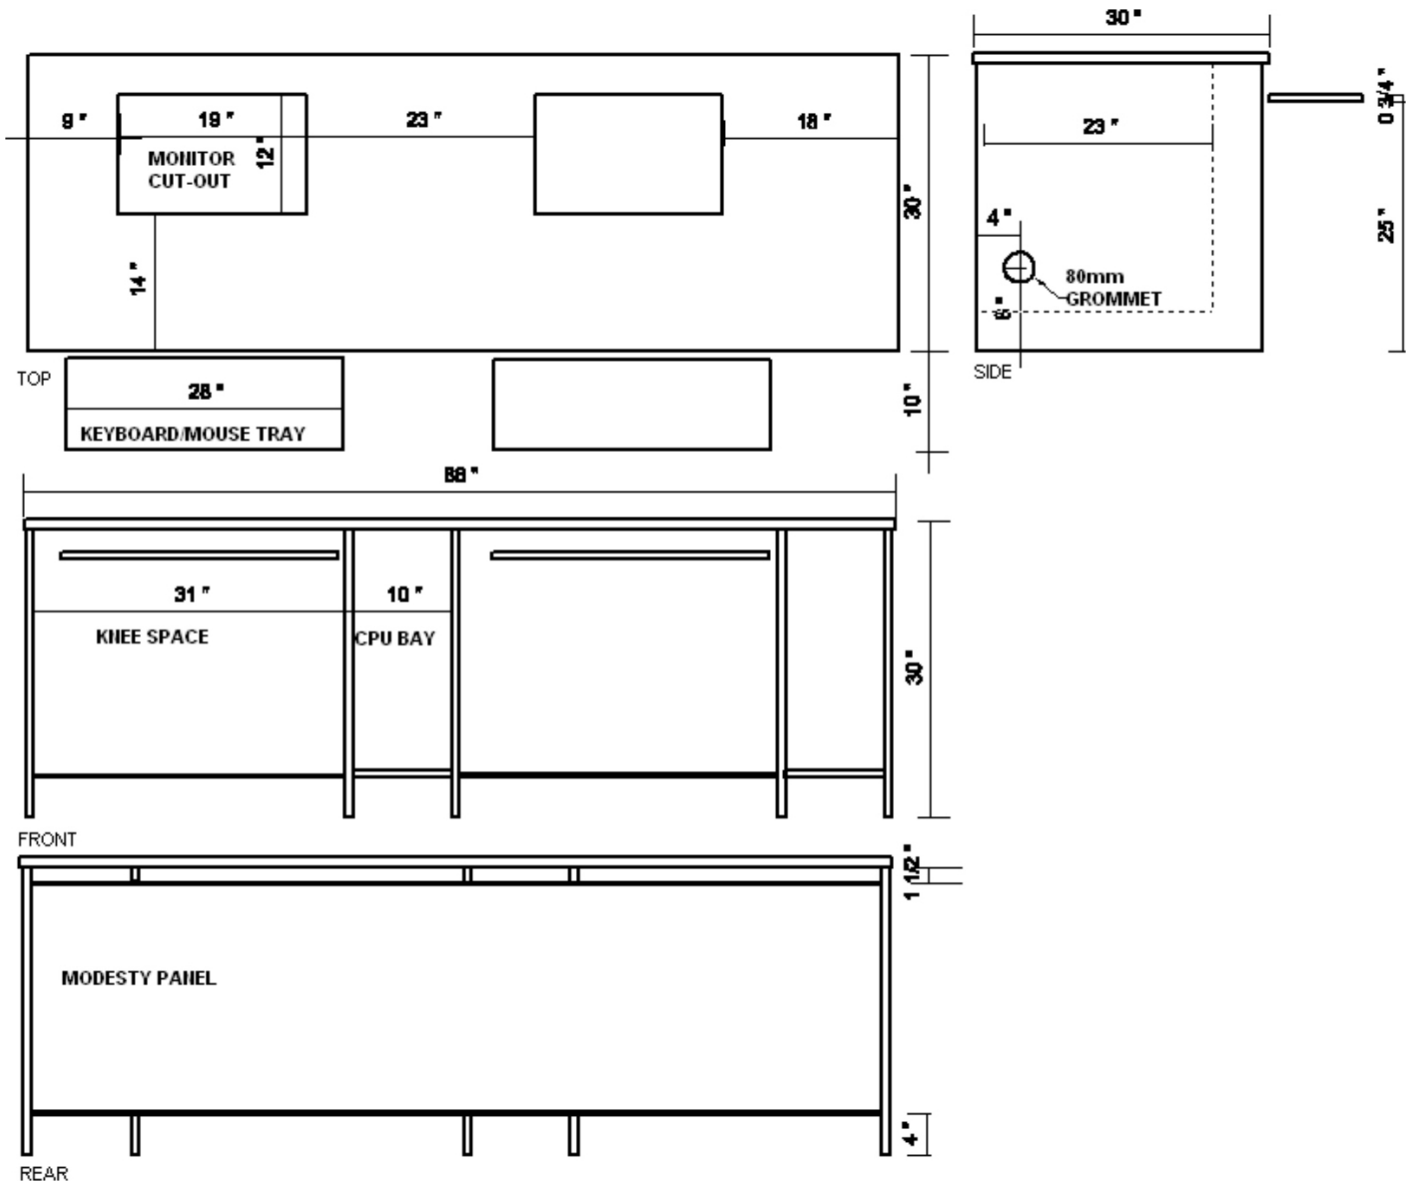 30 "
0 3/4 "
9 "
19 "
23 "
18 "
12 "
MONITOR
CUT-OUT
14 "
30 "
23 "
4 "
25 "
80mm
GROMMET
TOP
SIDE
28 "
KEYBOARD/MOUSE TRAY
10 "
88 "
31 "
10 "
KNEE SPACE
CPU BAY
30 "
FRONT
1 1/2 "
MODESTY PANEL
4 "
REAR